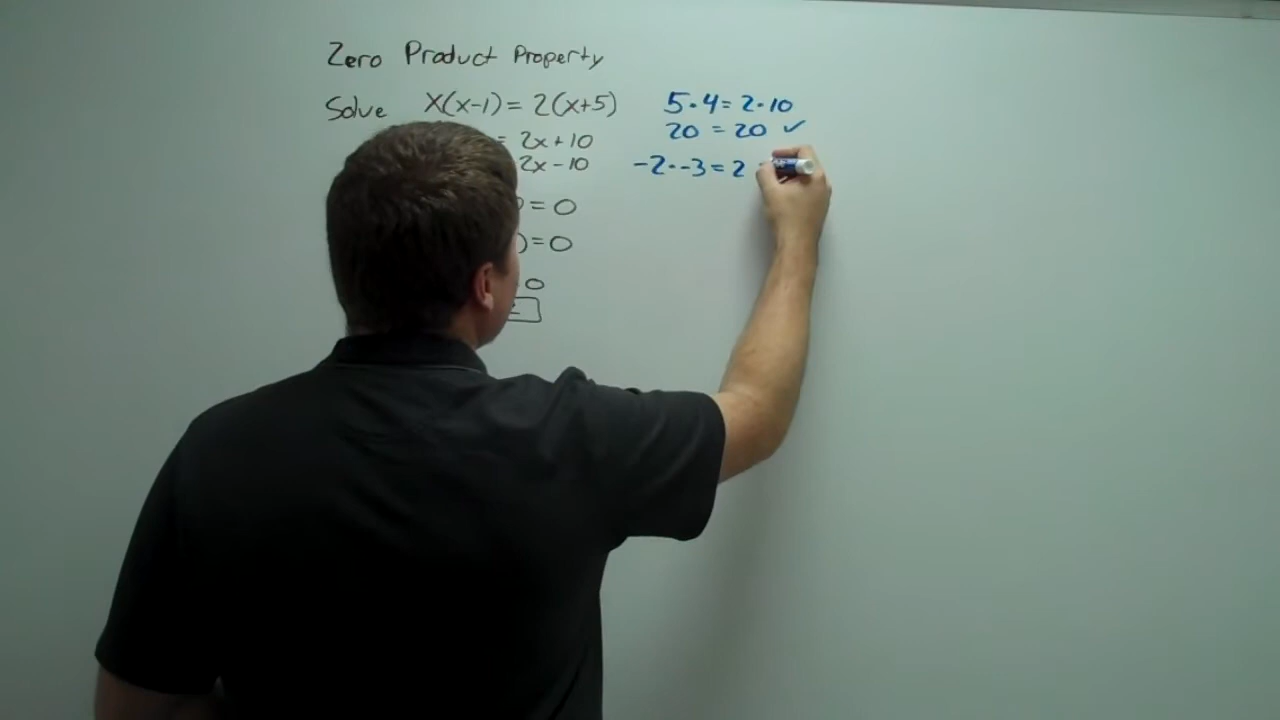 Zero Product Property
Solve X(x-1) = 2(x+5)
= 2x + 10
2x - 10
= 0
)=0
0
5·4 = 2·10
20 = 20 ✓
-2·-3 = 2